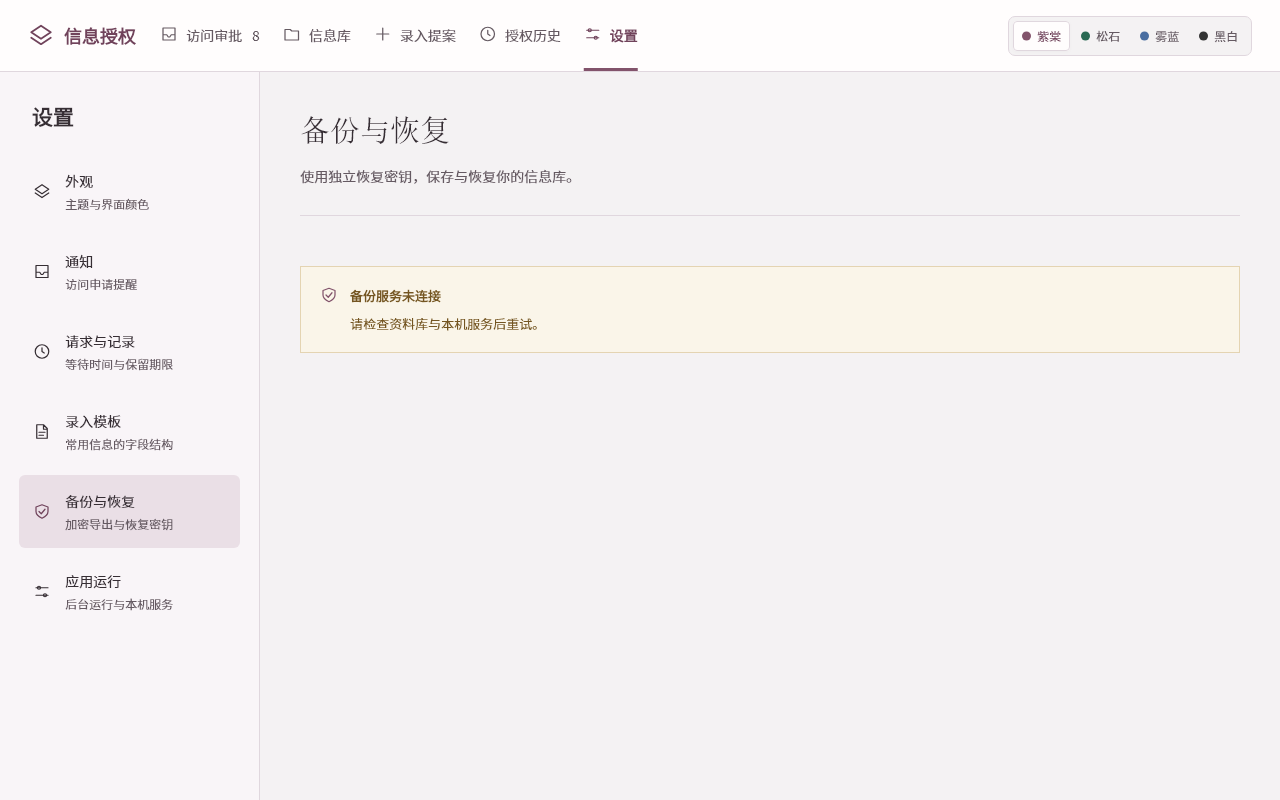 信息授权
访问审批 8
信息库
录入提案
授权历史
设置
紫棠
松石
雾蓝
黑白
设置
外观
主题与界面颜色
通知
访问申请提醒
请求与记录
等待时间与保留期限
录入模板
常用信息的字段结构
备份与恢复
加密导出与恢复密钥
应用运行
后台运行与本机服务
备份与恢复
使用独立恢复密钥，保存与恢复你的信息库。
备份服务未连接
请检查资料库与本机服务后重试。